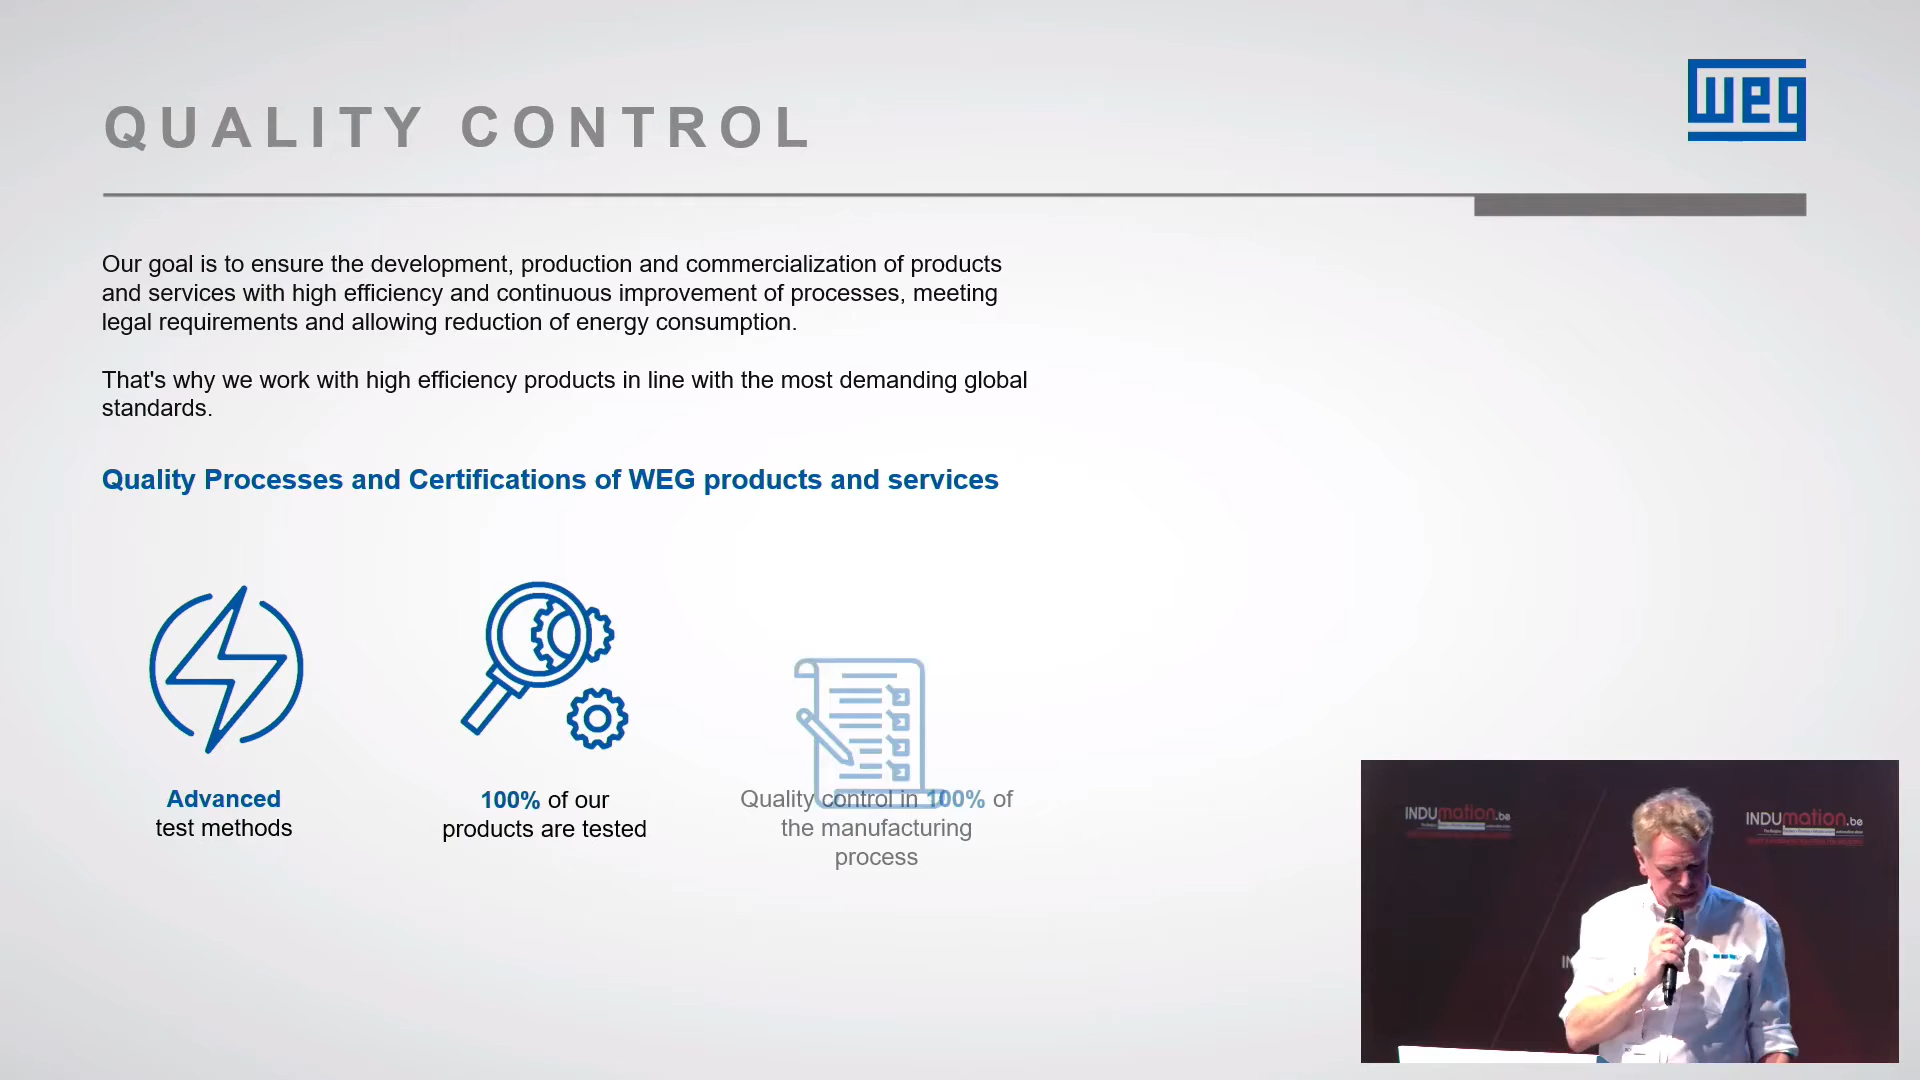 QUALITY CONTROL
weg
Our goal is to ensure the development, production and commercialization of products
and services with high efficiency and continuous improvement of processes, meeting
legal requirements and allowing reduction of energy consumption.
That's why we work with high efficiency products in line with the most demanding global
standards.
Quality Processes and Certifications of WEG products and services
Advanced
test methods
100% of our
products are tested
Quality control in 100% of
the manufacturing
process
INDUmation.be
INDUmation.be
IN